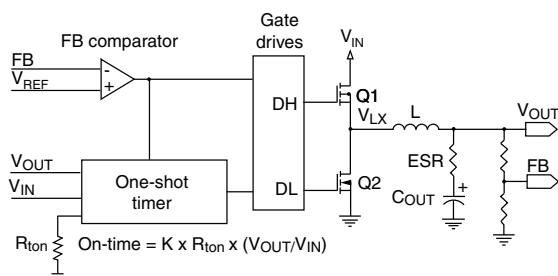 FB comparator
Gate
drives
FB
V_REF
-
+
V_IN
DH
Q1
V_LX
L
V_OUT
ESR
FB
V_OUT
V_IN
One-shot
timer
DL
Q2
C_OUT
+
R_ton
On-time = K x R_ton x (V_OUT/V_IN)